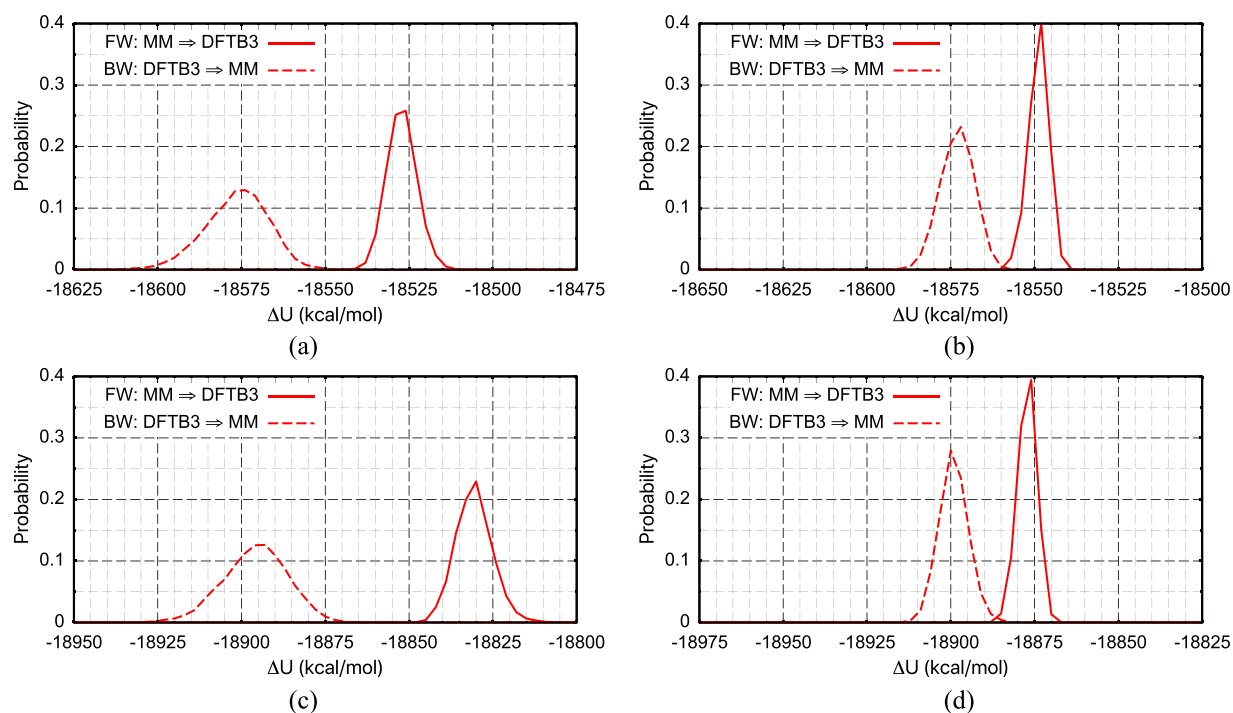 0.4
FW: MM ⇒ DFTB3
BW: DFTB3 ⇒ MM
0.3
Probability
0.2
0.1
0
-18625 -18600 -18575 -18550 -18525 -18500 -18475
ΔU (kcal/mol)
(a)
0.4
FW: MM ⇒ DFTB3
BW: DFTB3 ⇒ MM
0.3
Probability
0.2
0.1
0
-18650 -18600 -18575 -18550 -18525 -18500
ΔU (kcal/mol)
(b)
0.4
FW: MM ⇒ DFTB3
BW: DFTB3 ⇒ MM
0.3
Probability
0.2
0.1
0
-18950 -18925 -18900 -18875 -18850 -18825 -18800
ΔU (kcal/mol)
(c)
0.4
FW: MM ⇒ DFTB3
BW: DFTB3 ⇒ MM
0.3
Probability
0.2
0.1
0
-18975 -18950 -18925 -18900 -18875 -18850 -18825
ΔU (kcal/mol)
(d)